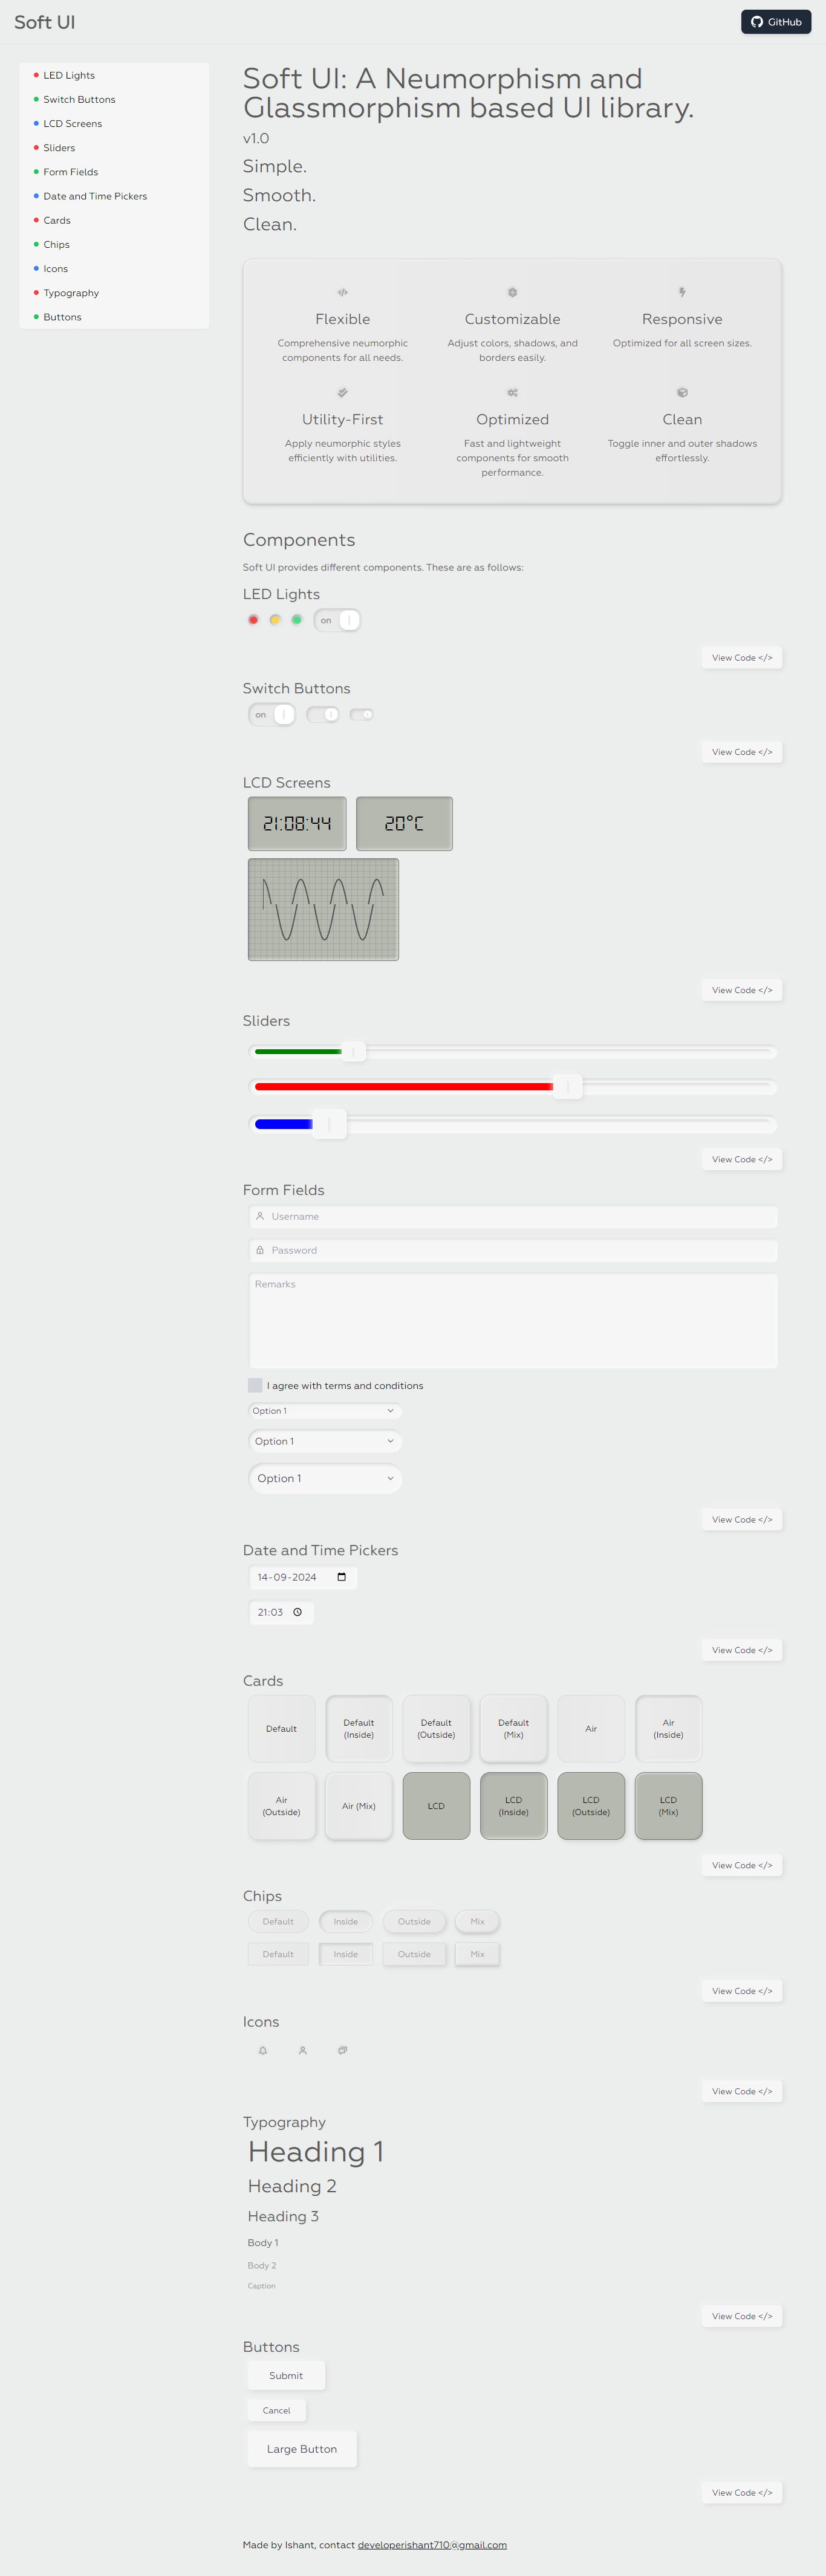 Soft UI
GitHub
LED Lights
Switch Buttons
LCD Screens
Sliders
Form Fields
Date and Time Pickers
Cards
Chips
Icons
Typography
Buttons
Soft UI: A Neumorphism and
Glassmorphism based UI library.
v1.0
Simple.
Smooth.
Clean.
Flexible
Comprehensive neumorphic
components for all needs.
Customizable
Adjust colors, shadows, and
borders easily.
Responsive
Optimized for all screen sizes.
Utility-First
Apply neumorphic styles
efficiently with utilities.
Optimized
Fast and lightweight
components for smooth
performance.
Clean
Toggle inner and outer shadows
effortlessly.
Components
Soft UI provides different components. These are as follows:
LED Lights
on
View Code </>
Switch Buttons
on
View Code </>
LCD Screens
21:08:44
20°C
View Code </>
Sliders
View Code </>
Form Fields
Username
Password
Remarks
I agree with terms and conditions
Option 1
Option 1
Option 1
View Code </>
Date and Time Pickers
14-09-2024
21:03
View Code </>
Cards
Default
Default
(Inside)
Default
(Outside)
Default
(Mix)
Air
Air
(Inside)
Air
(Outside)
Air (Mix)
LCD
LCD
(Inside)
LCD
(Outside)
LCD
(Mix)
View Code </>
Chips
Default
Inside
Outside
Mix
Default
Inside
Outside
Mix
View Code </>
Icons
View Code </>
Typography
Heading 1
Heading 2
Heading 3
Body 1
Body 2
Caption
View Code </>
Buttons
Submit
Cancel
Large Button
View Code </>
Made by Ishant, contact developerishant710@gmail.com